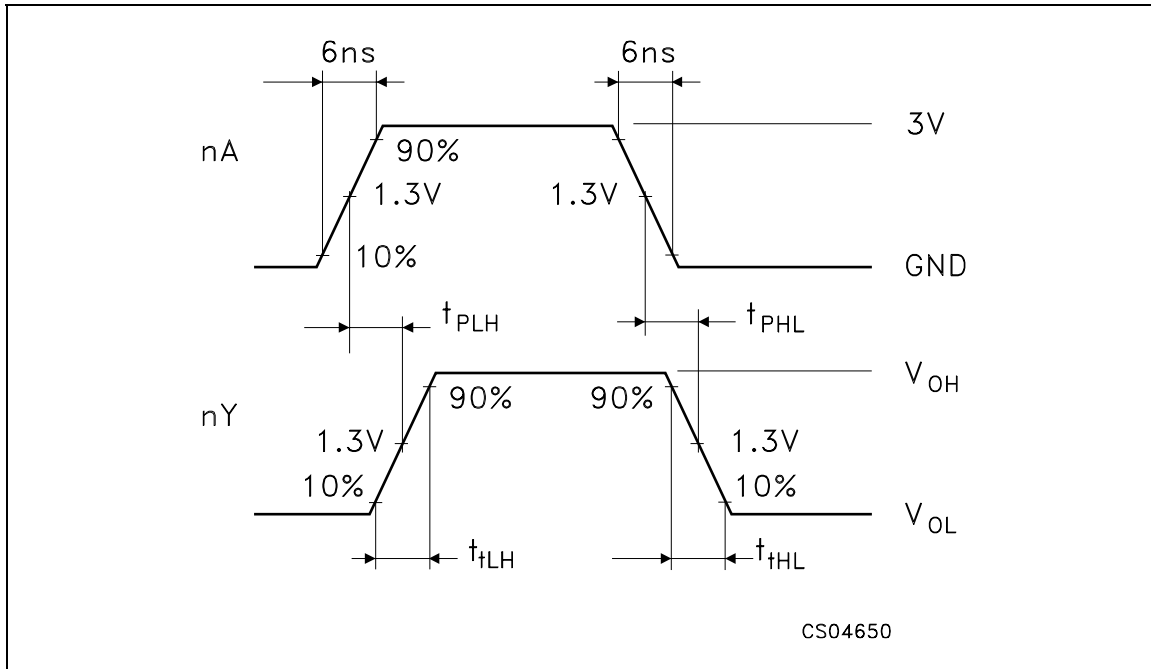 6ns 6ns
3V
nA 90%
1.3V 1.3V
10% GND
tPLH tPHL
VOH
90% 90%
nY
1.3V 1.3V
10% 10%
VOL
ttLH ttHL
CS04650